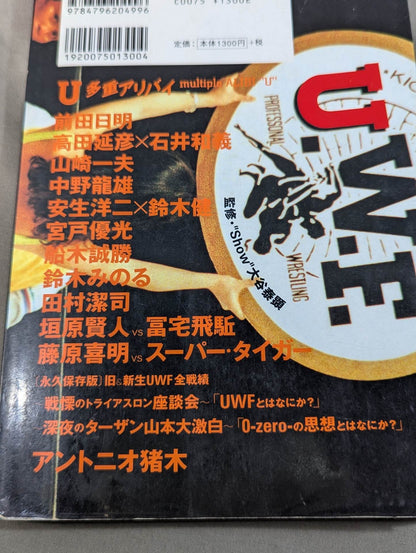 9784796204996
C0075 ¥1300E
定価：本体1300円 +税
1920075013004
U 多重アリバイ multiple Alibi "U"
前田日明
高田延彦×石井和義
山崎一夫
中野龍雄
安生洋二×鈴木健
宮戸優光
船木誠勝
鈴木みのる
田村潔司
垣原賢人 vs 冨宅飛駈
藤原喜明 vs スーパー・タイガー
［永久保存版］旧&新生UWF全戦績
戦慄のトライアスロン座談会〜「UWFとはなにか？」
深夜のターザン山本大激白〜「0-zero-の思想とはなにか？」
アントニオ猪木
監修・"Show"大谷泰顕
U.W.F.
KIC
PROFESSIONAL
WRESTLING